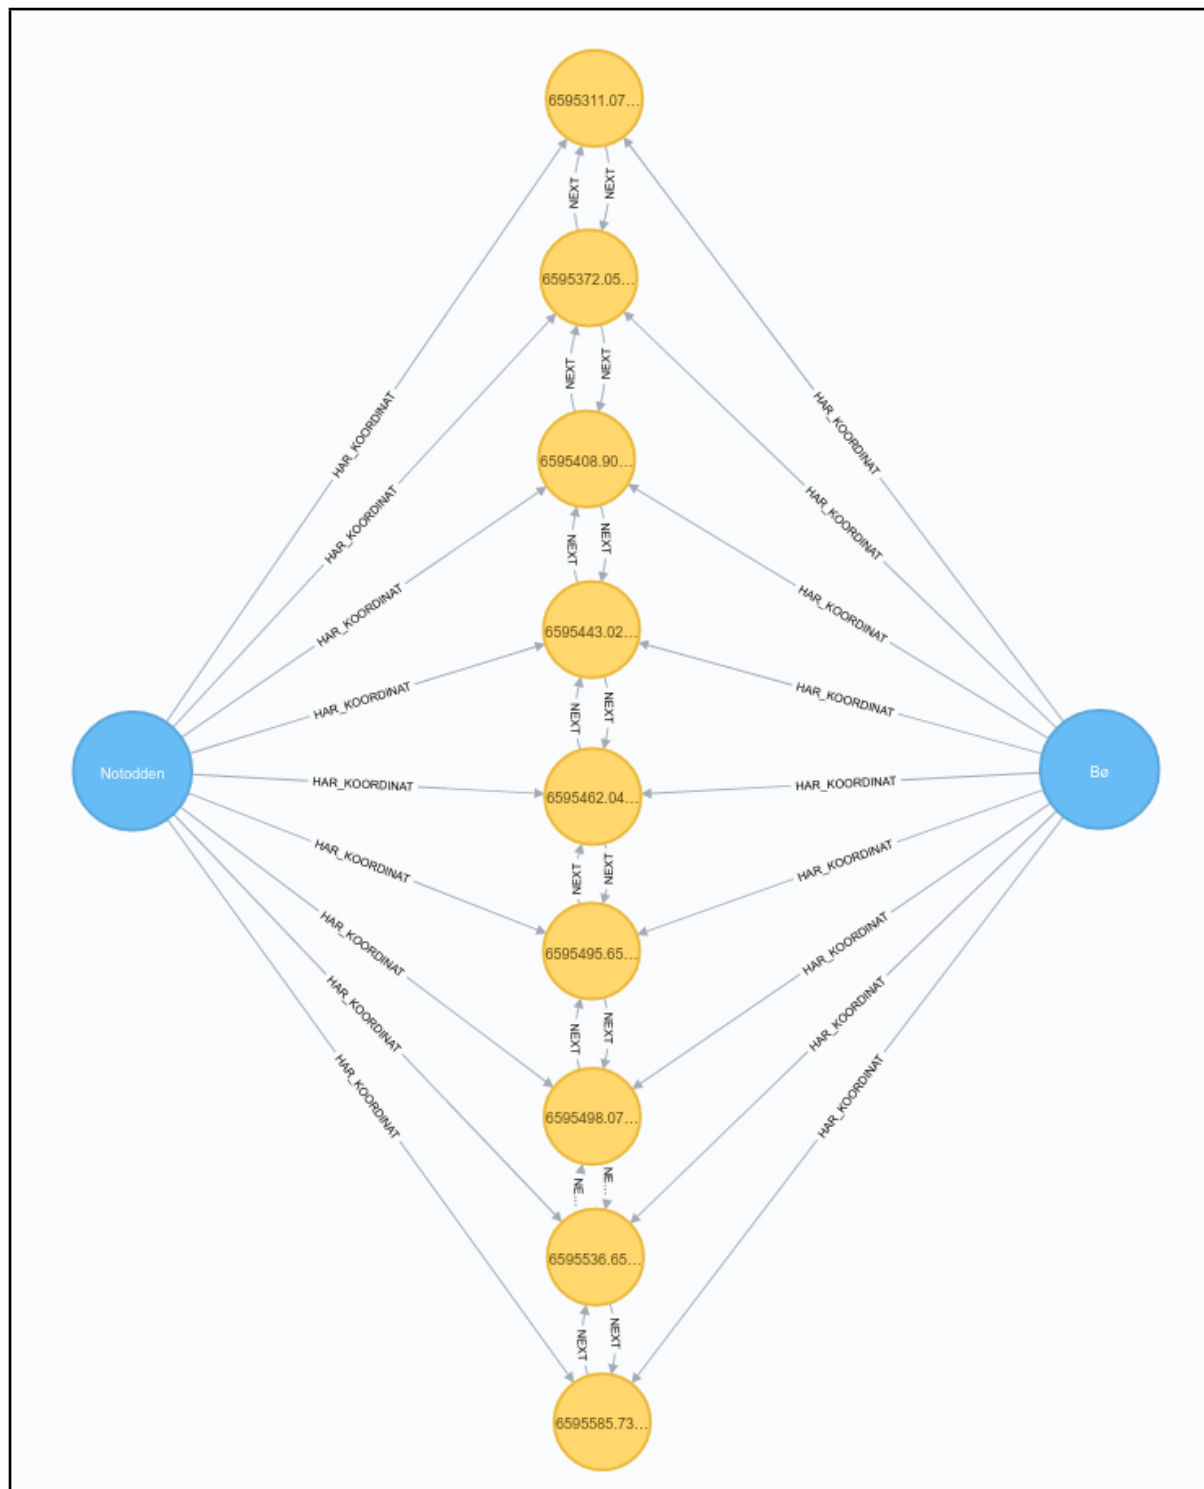 6595311.07...
NEXT
NEXT
6595372.05...
NEXT
NEXT
HAR_KOORDINAT
HAR_KOORDINAT
6595408.90...
HAR_KOORDINAT
HAR_KOORDINAT
NEXT
NEXT
HAR_KOORDINAT
HAR_KOORDINAT
6595443.02...
HAR_KOORDINAT
HAR_KOORDINAT
NEXT
NEXT
Notodden
Bø
HAR_KOORDINAT
HAR_KOORDINAT
6595462.04...
HAR_KOORDINAT
HAR_KOORDINAT
NEXT
NEXT
6595495.65...
HAR_KOORDINAT
HAR_KOORDINAT
NEXT
NEXT
HAR_KOORDINAT
HAR_KOORDINAT
6595498.07...
HAR_KOORDINAT
HAR_KOORDINAT
NE...
NE...
6595536.65...
NEXT
NEXT
6595585.73...